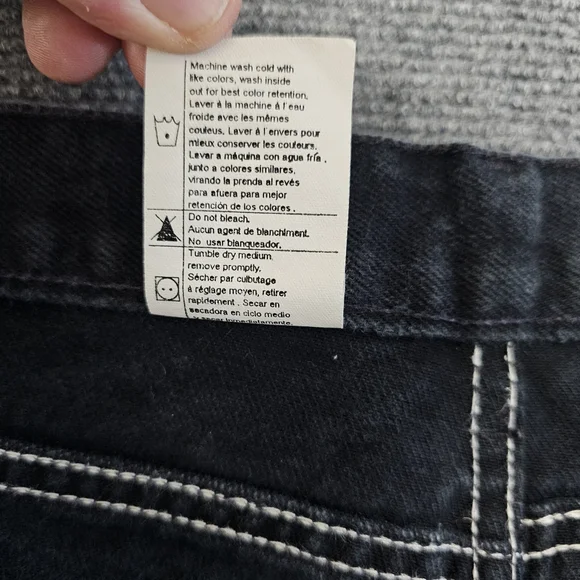 Machine wash cold with
like colors, wash inside
out for best color retention.
Laver à la machine à l'eau
froide avec les mêmes
couleus. Laver à l'envers pour
mieux conserver les couleurs.
Lavar a máquina con agua fría,
junto a colores similares,
virando la prenda al revés
para afuera para mejor
retención de los colores.
Do not bleach.
Aucun agent de blanchiment.
No usar blanqueador.
Tumble dry medium,
remove promptly.
Sécher par culbutage
à réglage moyen, retirer
rapidement. Secar en
secadora en ciclo medio